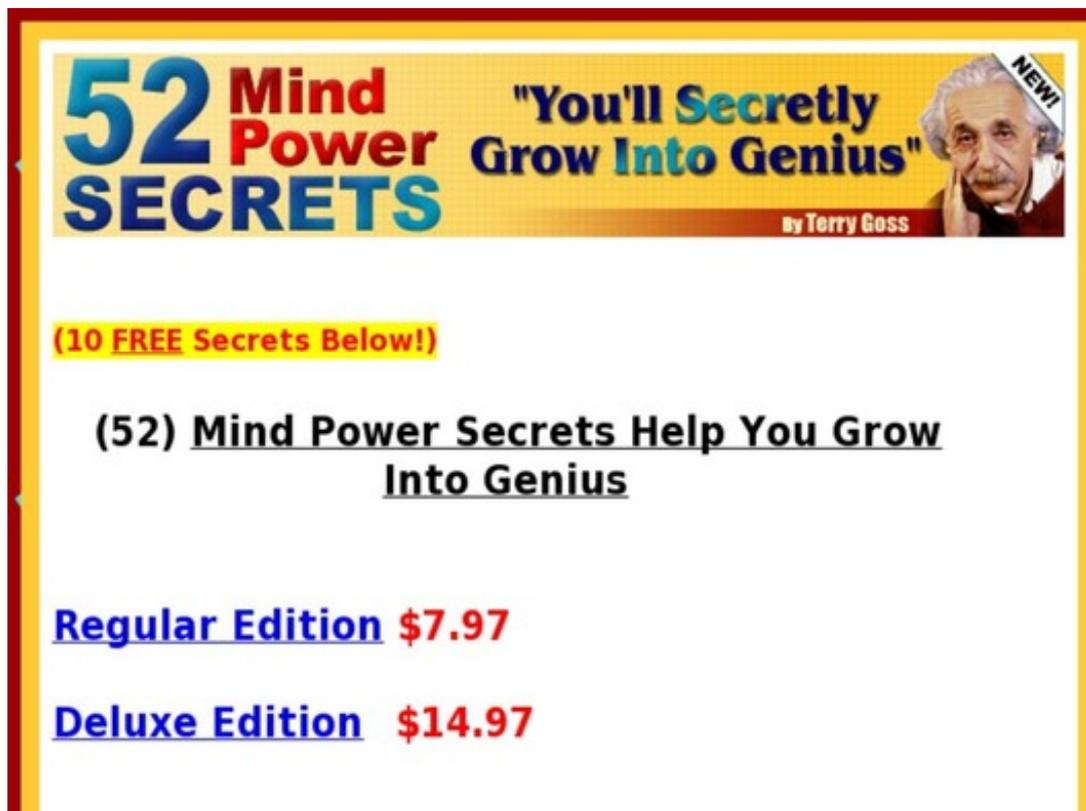 52 Mind
Power
SECRETS
"You'll Secretly
Grow Into Genius"
NEW!
By Terry Goss
(10 FREE Secrets Below!)
(52) Mind Power Secrets Help You Grow
Into Genius
Regular Edition $7.97
Deluxe Edition $14.97